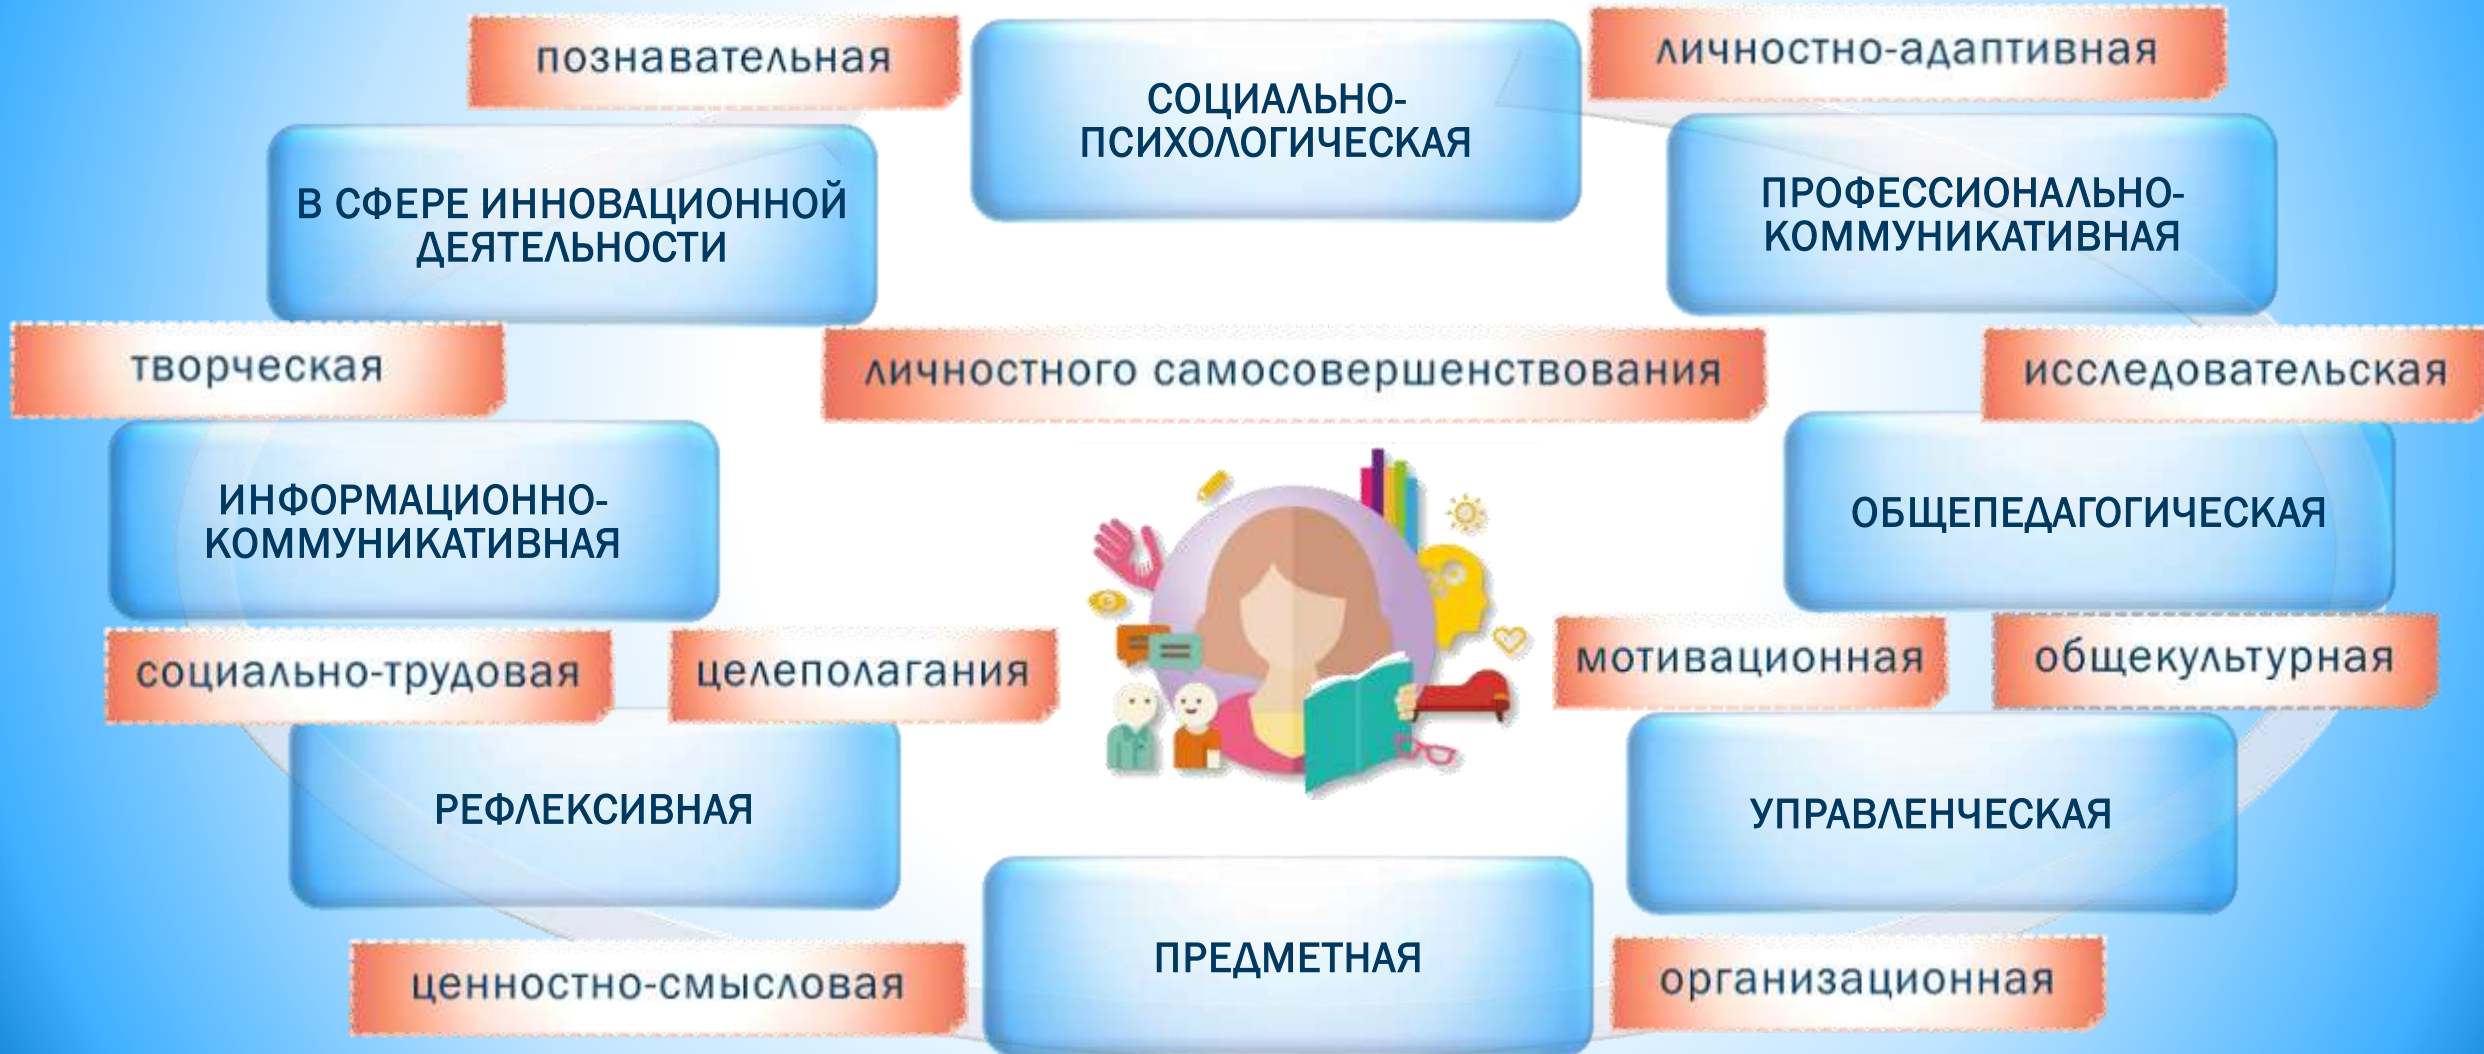 познавательная
СОЦИАЛЬНО-
ПСИХОЛОГИЧЕСКАЯ
личностно-адаптивная
В СФЕРЕ ИННОВАЦИОННОЙ
ДЕЯТЕЛЬНОСТИ
ПРОФЕССИОНАЛЬНО-
КОММУНИКАТИВНАЯ
творческая
личностного самосовершенствования
исследовательская
ИНФОРМАЦИОННО-
КОММУНИКАТИВНАЯ
ОБЩЕПЕДАГОГИЧЕСКАЯ
социально-трудовая
целеполагания
мотивационная
общекультурная
РЕФЛЕКСИВНАЯ
УПРАВЛЕНЧЕСКАЯ
ПРЕДМЕТНАЯ
ценностно-смысловая
организационная